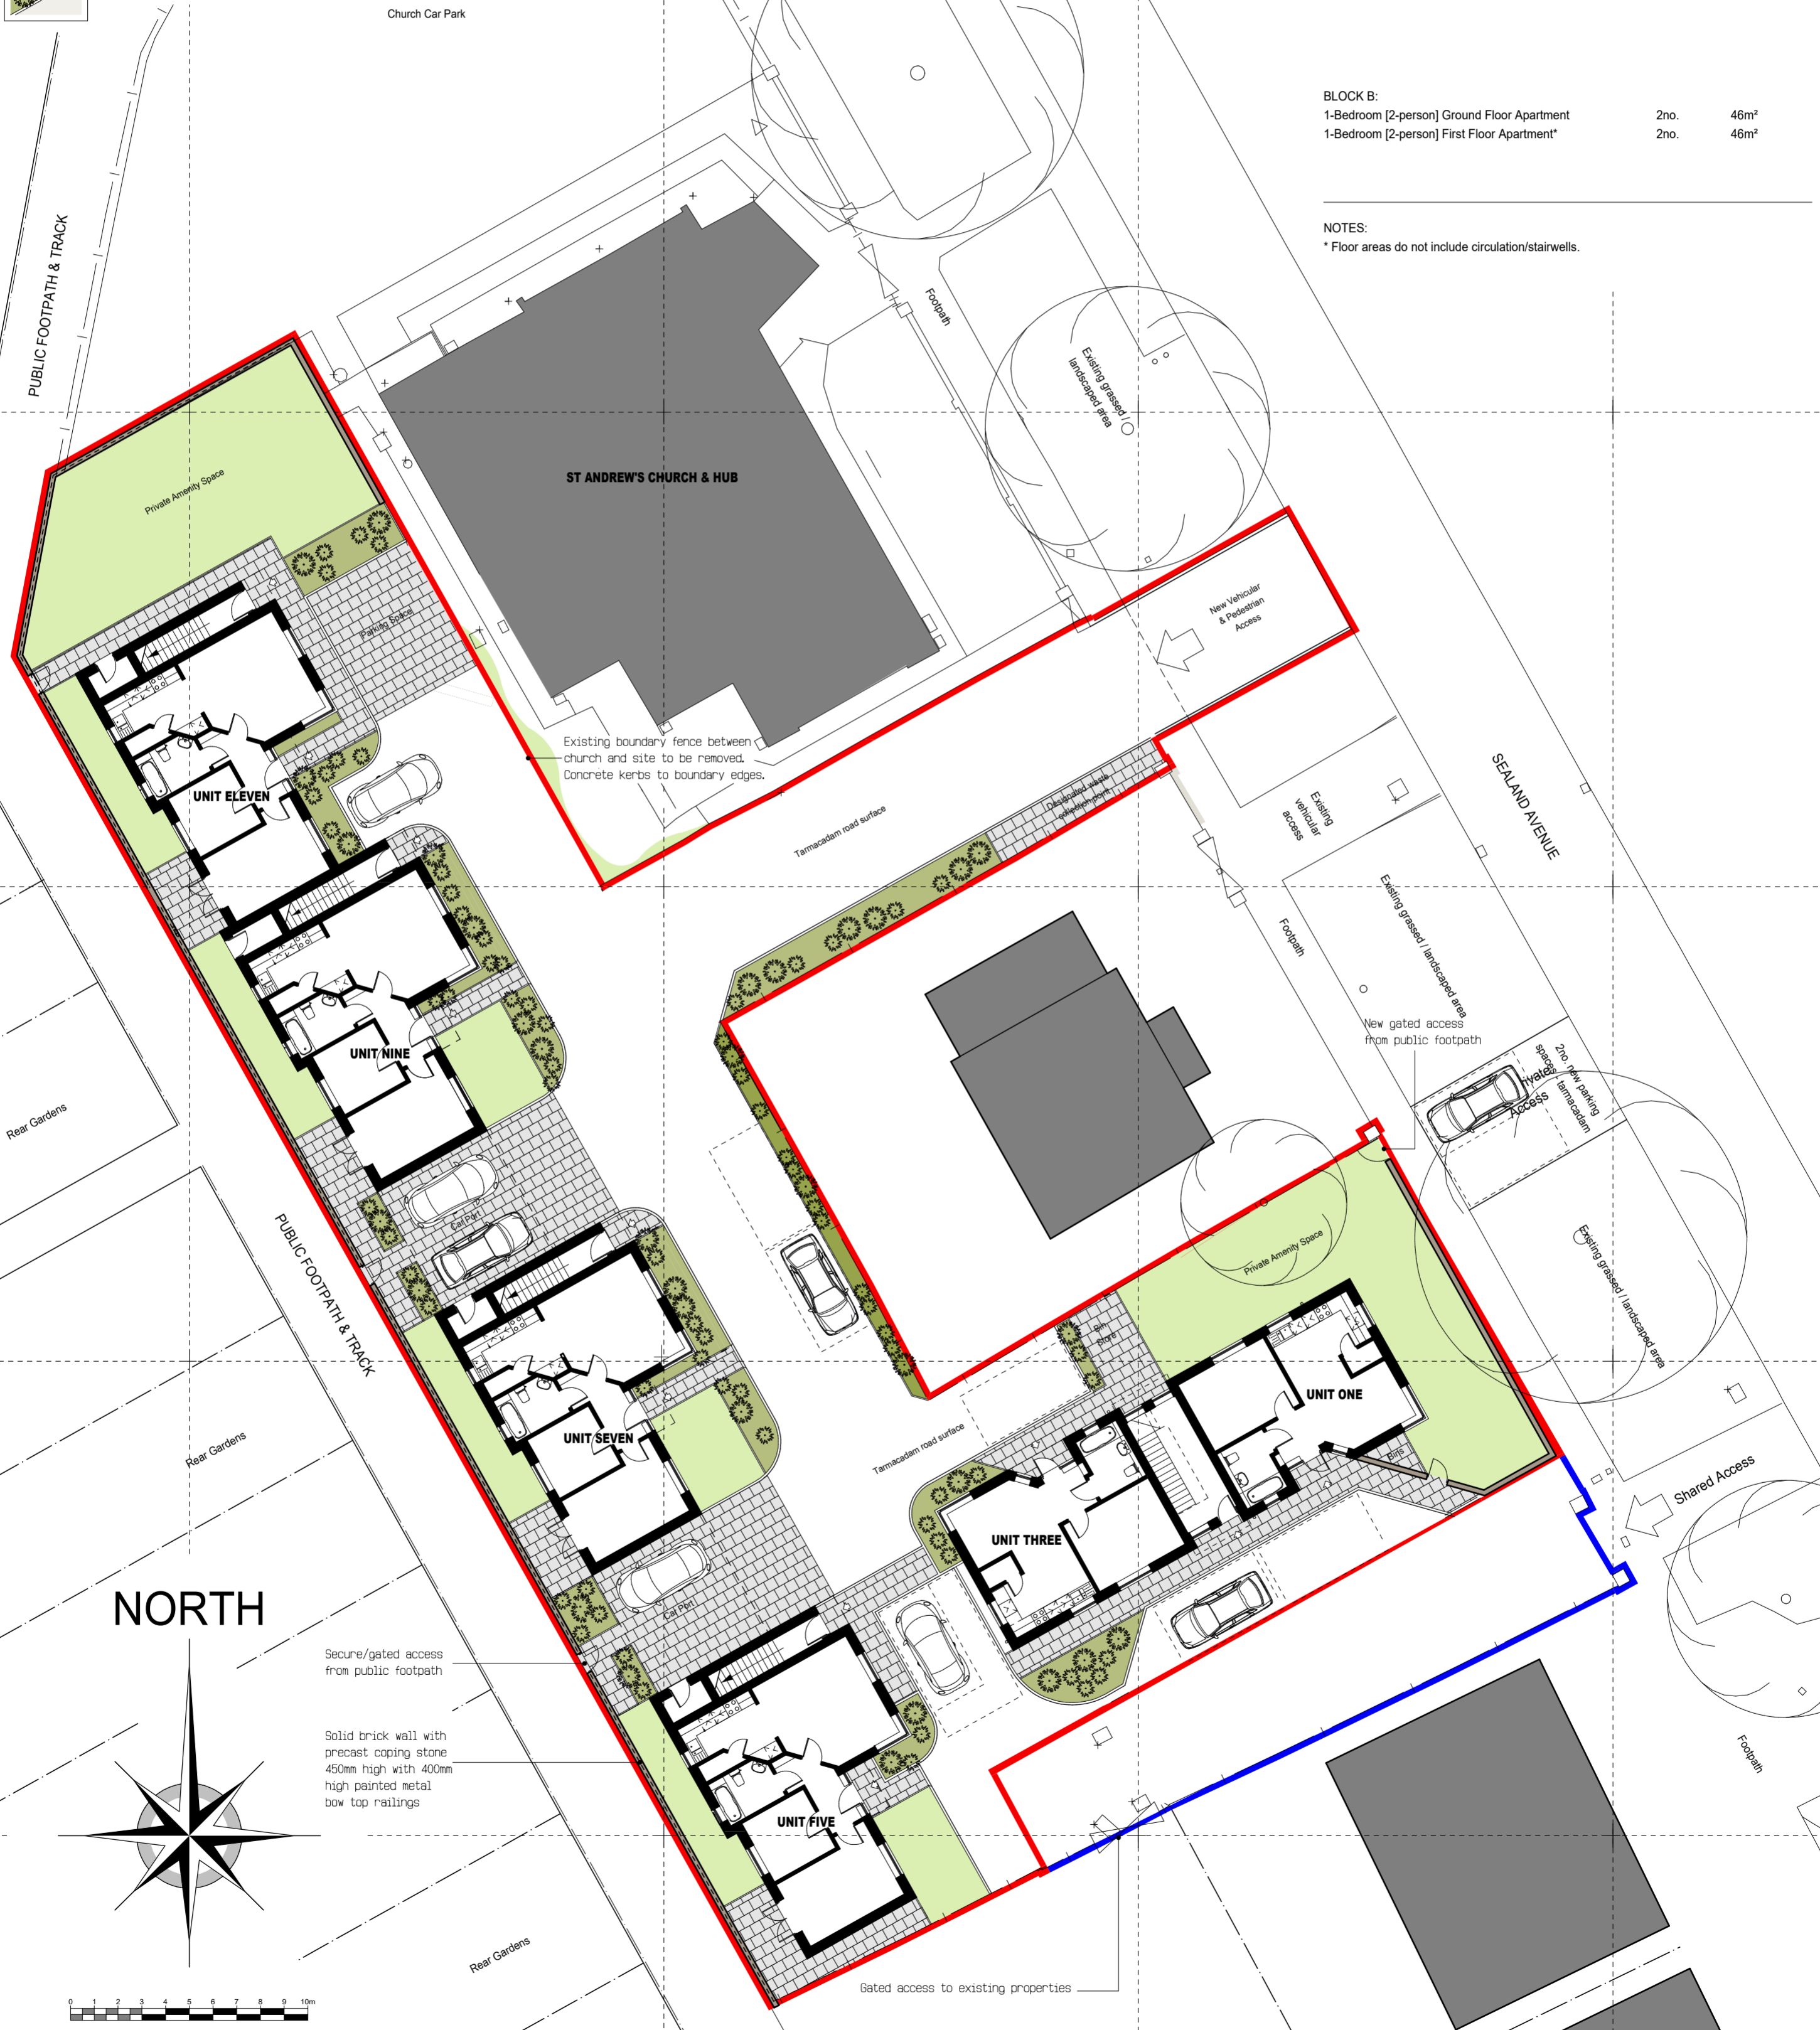 Church Car Park
BLOCK B:
1-Bedroom [2-person] Ground Floor Apartment 2no. 46m²
1-Bedroom [2-person] First Floor Apartment* 2no. 46m²
NOTES:
* Floor areas do not include circulation/stairwells.
PUBLIC FOOTPATH & TRACK
Footpath
Existing grassed /
landscaped area
ST ANDREW'S CHURCH & HUB
Private Amenity Space
Parking Space
New Vehicular
& Pedestrian
Access
Existing boundary fence between
church and site to be removed.
Concrete kerbs to boundary edges.
UNIT ELEVEN
Tarmacadam road surface
Designated waste
collection point
Existing
vehicular
access
SEALAND AVENUE
Existing grassed / landscaped area
Footpath
New gated access
from public footpath
2no. new parking
spaces - tarmacadam
Access
UNIT NINE
Rear Gardens
Car Port
PUBLIC FOOTPATH & TRACK
Private Amenity Space
Existing grassed / landscaped area
Bin
Store
UNIT ONE
Bins
UNIT SEVEN
Rear Gardens
Tarmacadam road surface
Shared Access
UNIT THREE
Car Port
NORTH
Secure/gated access
from public footpath
Solid brick wall with
precast coping stone
450mm high with 400mm
high painted metal
bow top railings
Footpath
UNIT FIVE
Rear Gardens
Gated access to existing properties
0 1 2 3 4 5 6 7 8 9 10m